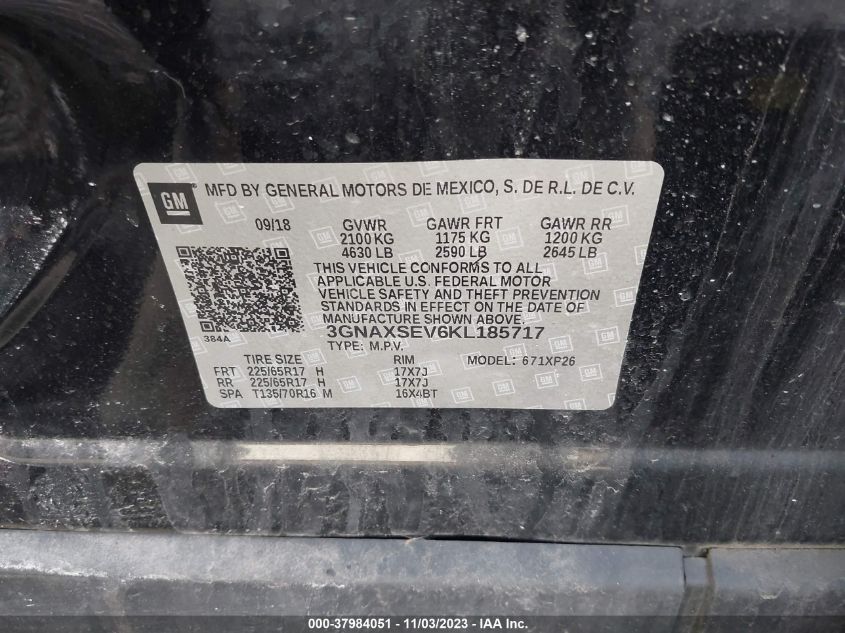 GM MFD BY GENERAL MOTORS DE MEXICO, S. DE R.L. DE C.V.
09/18 GVWR GAWR FRT GAWR RR
2100 KG 1175 KG 1200 KG
4630 LB 2590 LB 2645 LB
THIS VEHICLE CONFORMS TO ALL
APPLICABLE U.S. FEDERAL MOTOR
VEHICLE SAFETY AND THEFT PREVENTION
STANDARDS IN EFFECT ON THE DATE OF
MANUFACTURE SHOWN ABOVE.
384A 3GNAXSEV6KL185717
TYPE: M.P.V.
TIRE SIZE RIM MODEL: 671XP26
FRT 225/65R17 H 17X7J
RR 225/65R17 H 17X7J
SPA T135/70R16 M 16X4BT
000-37984051 - 11/03/2023 - IAA Inc.